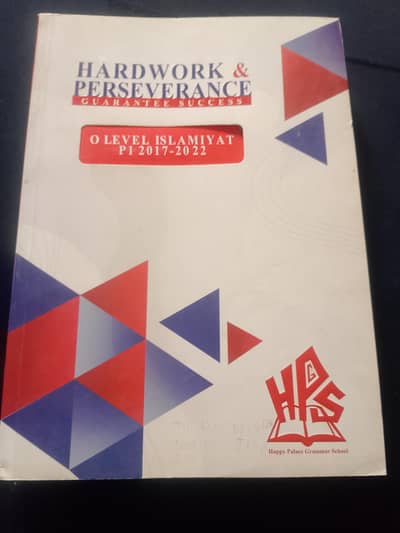 HARDWORK &
PERSEVERANCE
GUARANTEE SUCCESS
O LEVEL ISLAMIYAT
P1 2017-2022
HPGS
Happy Palace Grammar School